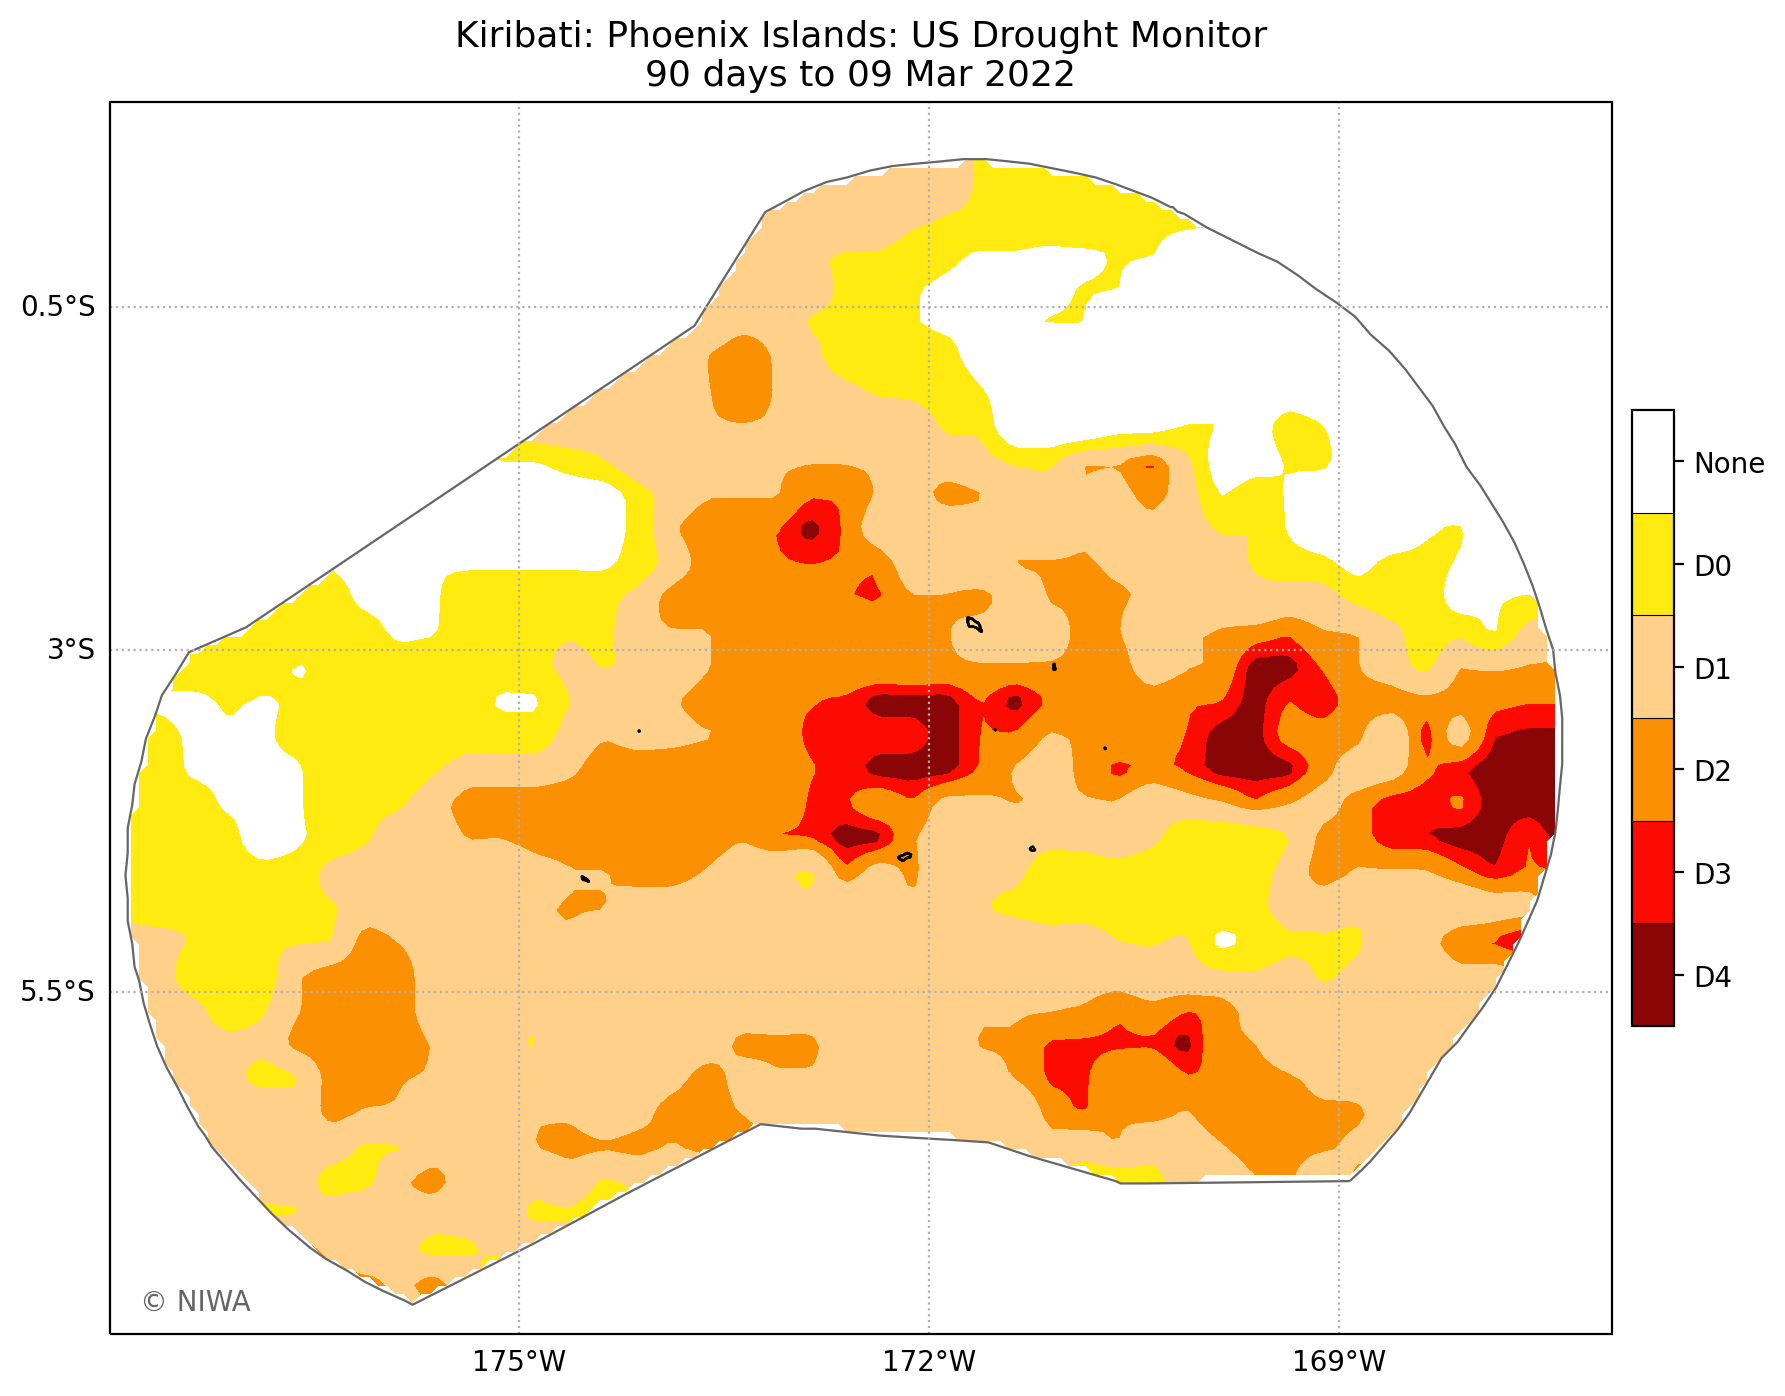 Kiribati: Phoenix Islands: US Drought Monitor
90 days to 09 Mar 2022
0.5°S
3°S
5.5°S
175°W
172°W
169°W
None
D0
D1
D2
D3
D4
© NIWA